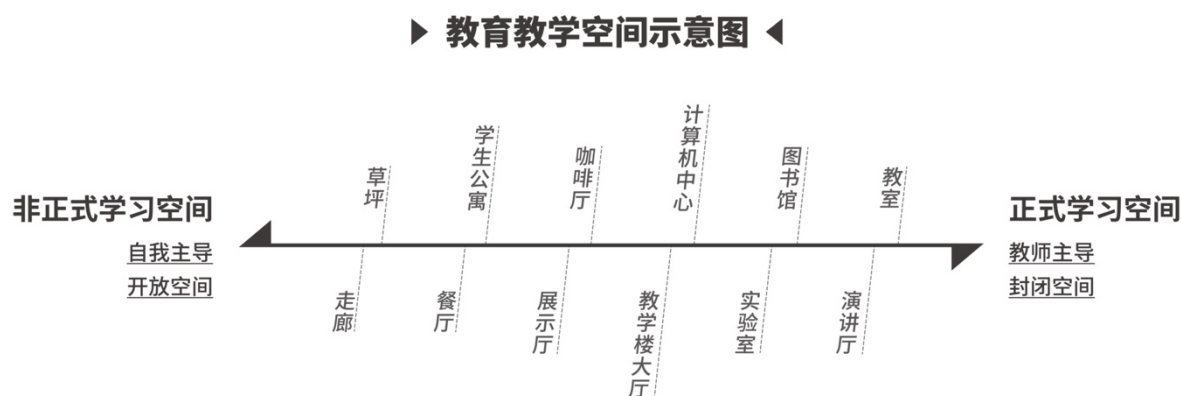 教育教学空间示意图
草坪
学生公寓
咖啡厅
计算机中心
图书馆
教室
非正式学习空间
自我主导
开放空间
正式学习空间
教师主导
封闭空间
走廊
餐厅
展示厅
教学楼大厅
实验室
演讲厅